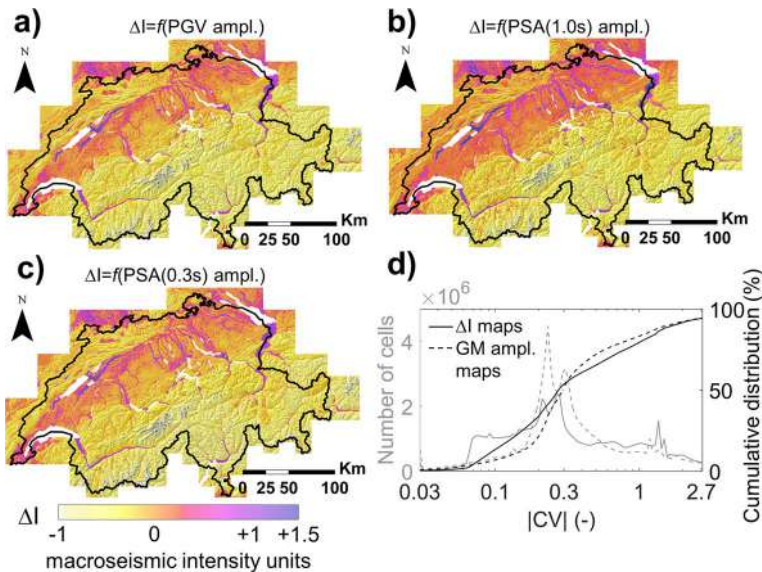 a)
ΔI=f(PGV ampl.)
N
Km
0 25 50 100
b)
ΔI=f(PSA(1.0s) ampl.)
N
Km
0 25 50 100
c)
ΔI=f(PSA(0.3s) ampl.)
N
Km
0 25 50 100
ΔI
-1 0 +1 +1.5
macroseismic intensity units
d)
×10⁶
Number of cells
0 2 4
ΔI maps
GM ampl.
maps
100
50
0
Cumulative distribution (%)
0.03 0.1 0.3 1 2.7
|CV| (-)